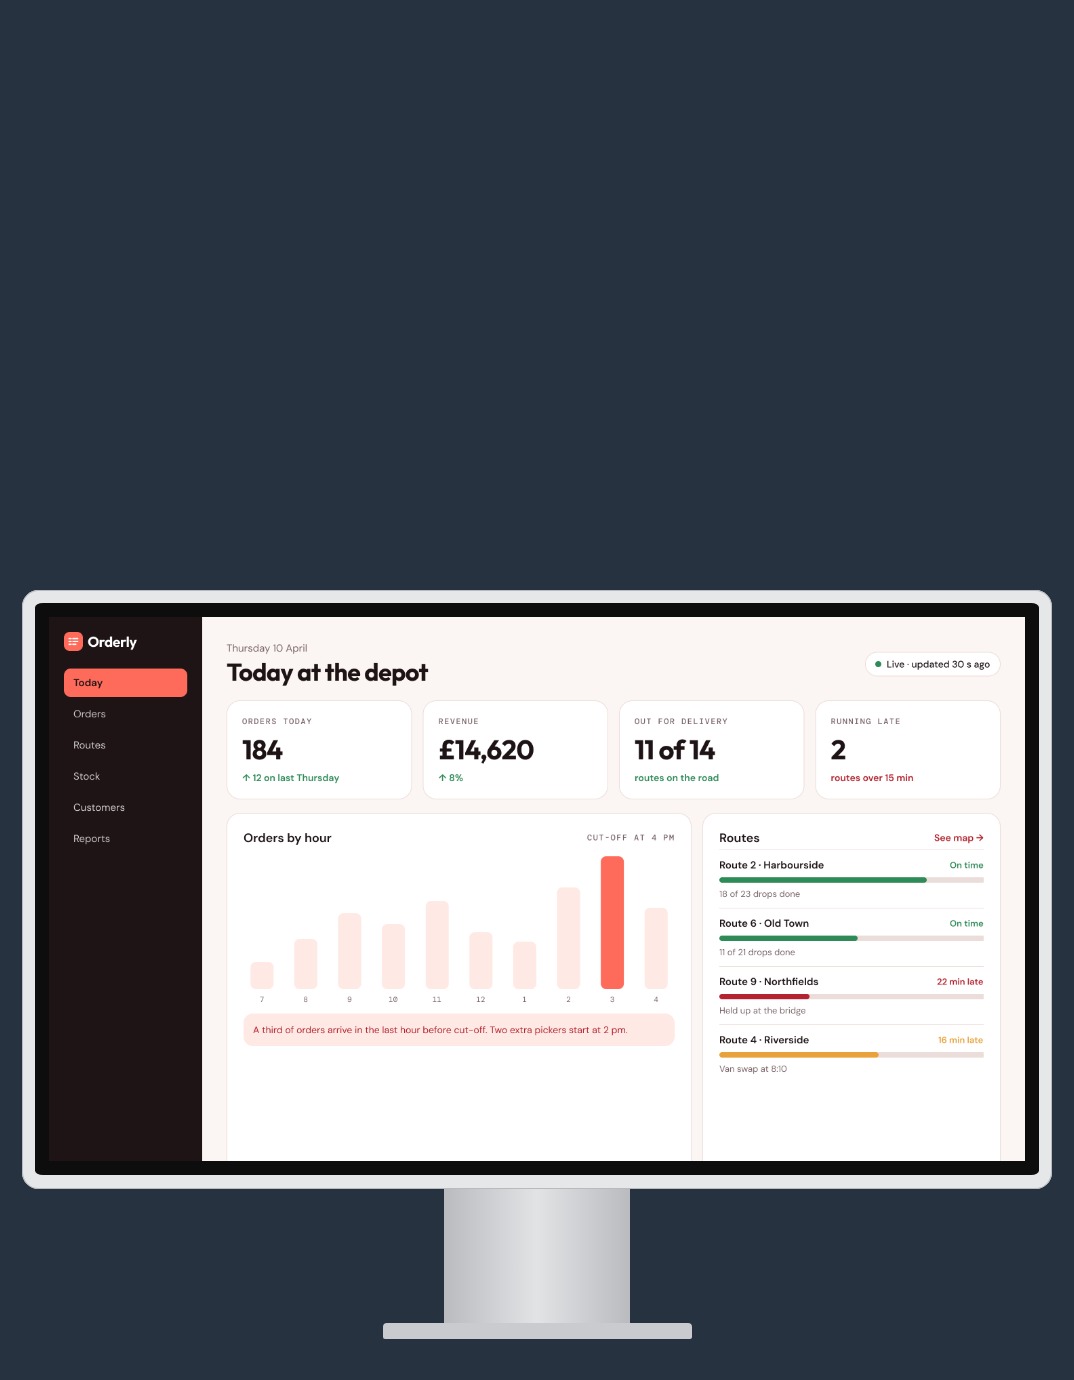 Orderly
Today
Orders
Routes
Stock
Customers
Reports
Thursday 10 April
Today at the depot
Live · updated 30 s ago
ORDERS TODAY
184
↑ 12 on last Thursday
REVENUE
£14,620
↑ 8%
OUT FOR DELIVERY
11 of 14
routes on the road
RUNNING LATE
2
routes over 15 min
Orders by hour
CUT-OFF AT 4 PM
7 8 9 10 11 12 1 2 3 4
A third of orders arrive in the last hour before cut-off. Two extra pickers start at 2 pm.
Routes
See map →
Route 2 · Harbourside
On time
18 of 23 drops done
Route 6 · Old Town
On time
11 of 21 drops done
Route 9 · Northfields
22 min late
Held up at the bridge
Route 4 · Riverside
16 min late
Van swap at 8:10